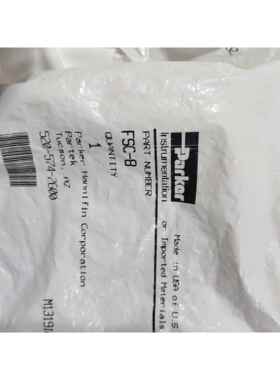 Parker
Instrumentation
Made in USA of U.S
or Imported Materials
PART NUMBER
FSC-8
QUANTITY
1
Parker Hannifin Corporation
Partek
Tucson, AZ
520-574-2600